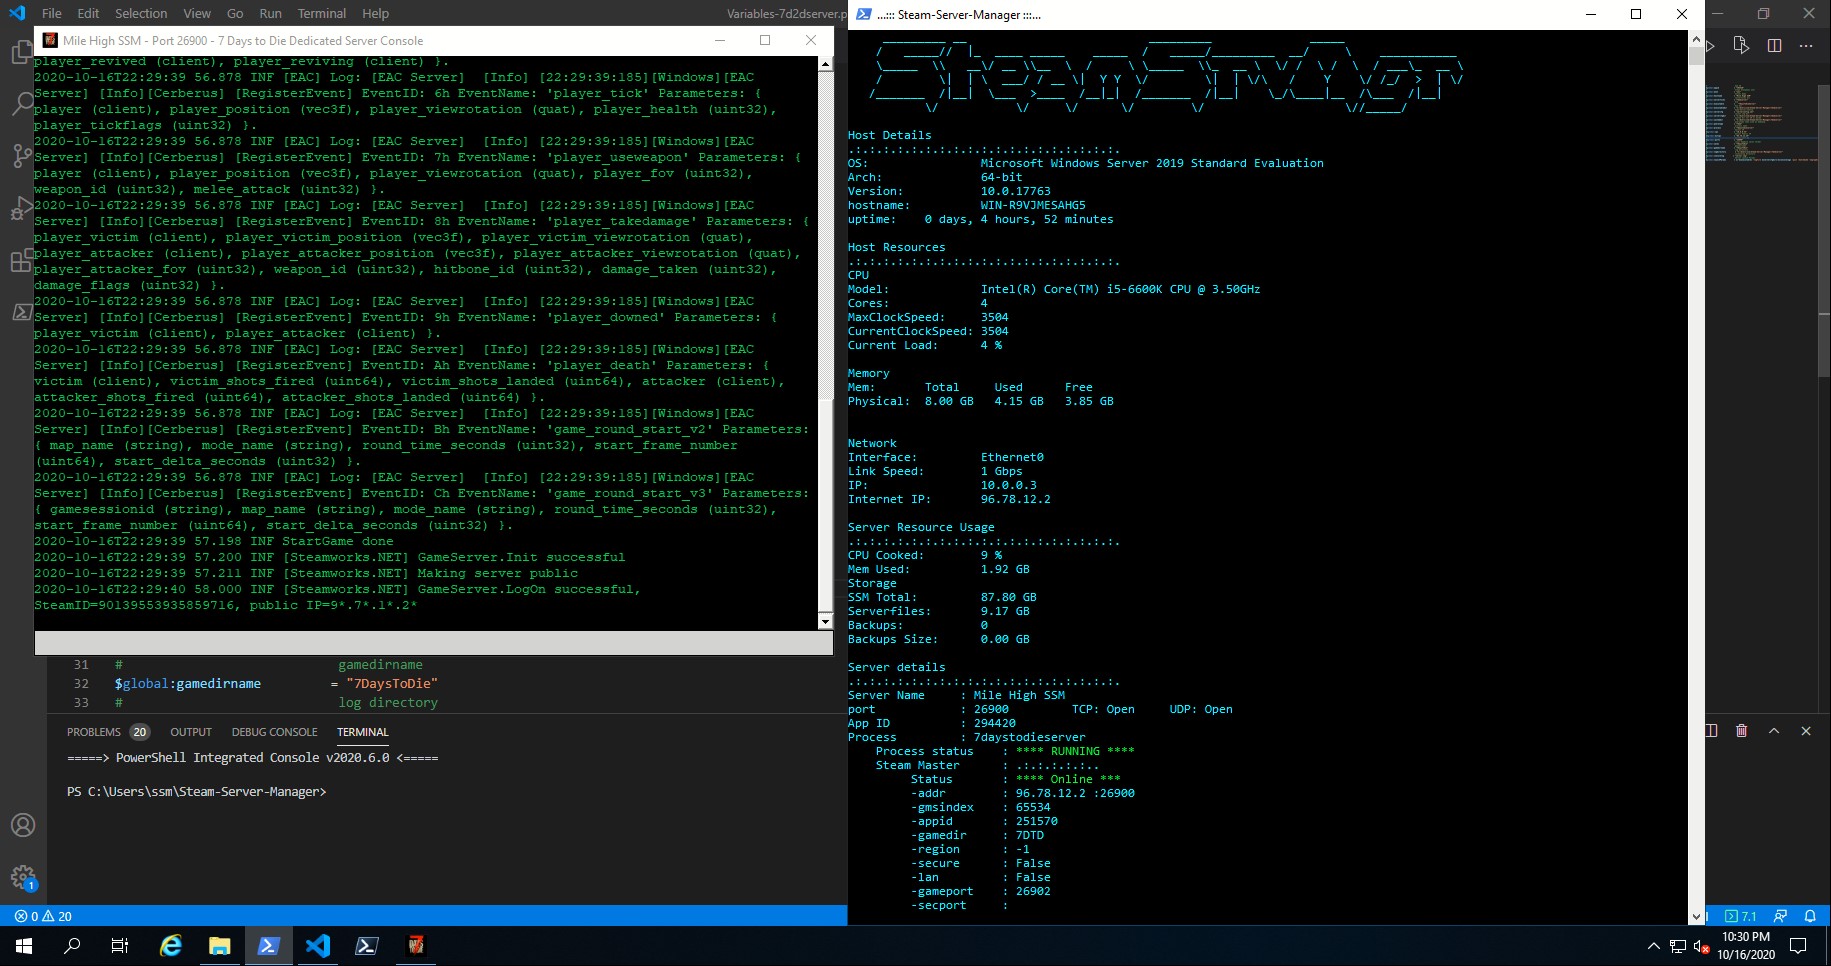 File Edit Selection View Go Run Terminal Help Variables-7d2dserver.p
Mile High SSM - Port 26900 - 7 Days to Die Dedicated Server Console
player_revived (client), player_reviving (client) }.
2020-10-16T22:29:39 56.878 INF [EAC] Log: [EAC Server]  [Info] [22:29:39:185][Windows][EAC
Server] [Info][Cerberus] [RegisterEvent] EventID: 6h EventName: 'player_tick' Parameters: {
player (client), player_position (vec3f), player_viewrotation (quat), player_health (uint32),
player_tickflags (uint32) }.
2020-10-16T22:29:39 56.878 INF [EAC] Log: [EAC Server]  [Info] [22:29:39:185][Windows][EAC
Server] [Info][Cerberus] [RegisterEvent] EventID: 7h EventName: 'player_useweapon' Parameters: {
player (client), player_position (vec3f), player_viewrotation (quat), player_fov (uint32),
weapon_id (uint32), melee_attack (uint32) }.
2020-10-16T22:29:39 56.878 INF [EAC] Log: [EAC Server]  [Info] [22:29:39:185][Windows][EAC
Server] [Info][Cerberus] [RegisterEvent] EventID: 8h EventName: 'player_takedamage' Parameters: {
player_victim (client), player_victim_position (vec3f), player_victim_viewrotation (quat),
player_attacker (client), player_attacker_position (vec3f), player_attacker_viewrotation (quat),
player_attacker_fov (uint32), weapon_id (uint32), hitbone_id (uint32), damage_taken (uint32),
damage_flags (uint32) }.
2020-10-16T22:29:39 56.878 INF [EAC] Log: [EAC Server]  [Info] [22:29:39:185][Windows][EAC
Server] [Info][Cerberus] [RegisterEvent] EventID: 9h EventName: 'player_downed' Parameters: {
player_victim (client), player_attacker (client) }.
2020-10-16T22:29:39 56.878 INF [EAC] Log: [EAC Server]  [Info] [22:29:39:185][Windows][EAC
Server] [Info][Cerberus] [RegisterEvent] EventID: Ah EventName: 'player_death' Parameters: {
victim (client), victim_shots_fired (uint64), victim_shots_landed (uint64), attacker (client),
attacker_shots_fired (uint64), attacker_shots_landed (uint64) }.
2020-10-16T22:29:39 56.878 INF [EAC] Log: [EAC Server]  [Info] [22:29:39:185][Windows][EAC
Server] [Info][Cerberus] [RegisterEvent] EventID: Bh EventName: 'game_round_start_v2' Parameters:
{ map_name (string), mode_name (string), round_time_seconds (uint32), start_frame_number
(uint64), start_delta_seconds (uint32) }.
2020-10-16T22:29:39 56.878 INF [EAC] Log: [EAC Server]  [Info] [22:29:39:185][Windows][EAC
Server] [Info][Cerberus] [RegisterEvent] EventID: Ch EventName: 'game_round_start_v3' Parameters:
{ gamesessionid (string), map_name (string), mode_name (string), round_time_seconds (uint32),
start_frame_number (uint64), start_delta_seconds (uint32) }.
2020-10-16T22:29:39 57.198 INF StartGame done
2020-10-16T22:29:39 57.200 INF [Steamworks.NET] GameServer.Init successful
2020-10-16T22:29:39 57.211 INF [Steamworks.NET] Making server public
2020-10-16T22:29:40 58.000 INF [Steamworks.NET] GameServer.LogOn successful,
SteamID=90139553935859716, public IP=9*.7*.1*.2*
31 # gamedirname
32 $global:gamedirname = "7DaysToDie"
33 # log directory
PROBLEMS 20 OUTPUT DEBUG CONSOLE TERMINAL
=====> PowerShell Integrated Console v2020.6.0 <=====
PS C:\Users\ssm\Steam-Server-Manager>
0 20
...::: Steam-Server-Manager :::...
SteamSrvMgr
Host Details
.:.:.:.:.:.:.:.:.:.:.:.:.:.:.:.:.:.:.:.
OS: Microsoft Windows Server 2019 Standard Evaluation
Arch: 64-bit
Version: 10.0.17763
hostname: WIN-R9VJMESAHG5
uptime: 0 days, 4 hours, 52 minutes
Host Resources
.:.:.:.:.:.:.:.:.:.:.:.:.:.:.:.:.:.:.:.
CPU
Model: Intel(R) Core(TM) i5-6600K CPU @ 3.50GHz
Cores: 4
MaxClockSpeed: 3504
CurrentClockSpeed: 3504
Current Load: 4 %
Memory
Mem: Total Used Free
Physical: 8.00 GB 4.15 GB 3.85 GB
Network
Interface: Ethernet0
Link Speed: 1 Gbps
IP: 10.0.0.3
Internet IP: 96.78.12.2
Server Resource Usage
.:.:.:.:.:.:.:.:.:.:.:.:.:.:.:.:.:.:.:.
CPU Cooked: 9 %
Mem Used: 1.92 GB
Storage
SSM Total: 87.80 GB
Serverfiles: 9.17 GB
Backups: 0
Backups Size: 0.00 GB
Server details
.:.:.:.:.:.:.:.:.:.:.:.:.:.:.:.:.:.:.:.
Server Name : Mile High SSM
port : 26900 TCP: Open UDP: Open
App ID : 294420
Process : 7daystodieserver
Process status : **** RUNNING ****
Steam Master : .:.:.:.:.:..
Status : **** Online ***
-addr : 96.78.12.2 :26900
-gmsindex : 65534
-appid : 251570
-gamedir : 7DTD
-region : -1
-secure : False
-lan : False
-gameport : 26902
-secport :
7.1
1
10:30 PM
10/16/2020